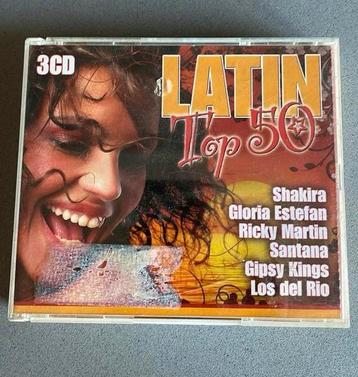 3CD
LATIN
Top 50
Shakira
Gloria Estefan
Ricky Martin
Santana
Gipsy Kings
Los del Rio